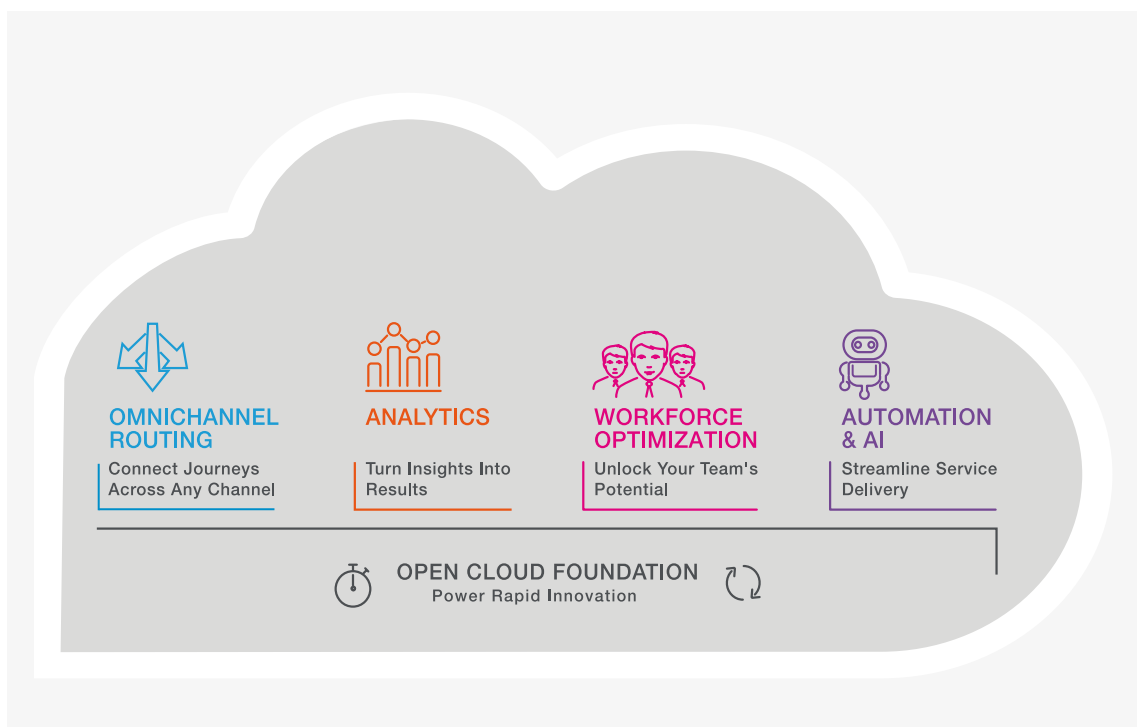 OMNICHANNEL
ROUTING
Connect Journeys
Across Any Channel
ANALYTICS
Turn Insights Into
Results
WORKFORCE
OPTIMIZATION
Unlock Your Team's
Potential
AUTOMATION
& AI
Streamline Service
Delivery
OPEN CLOUD FOUNDATION
Power Rapid Innovation